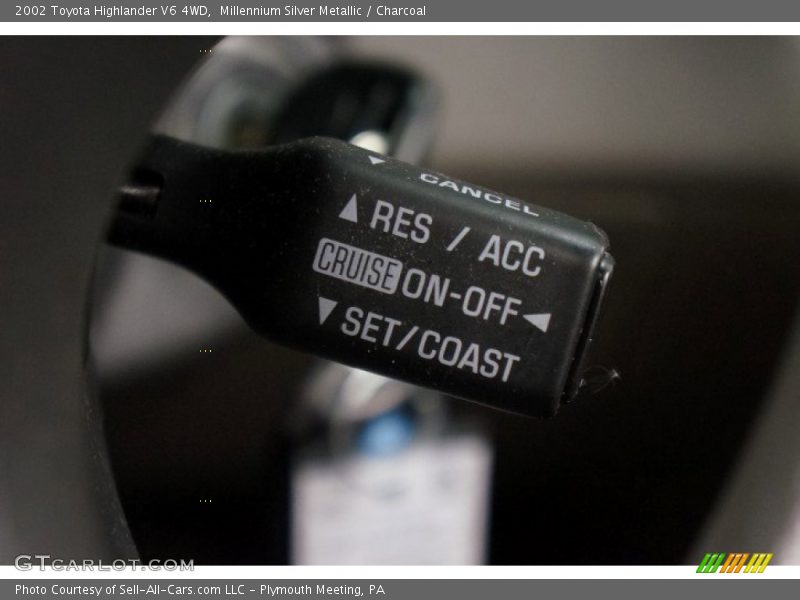 2002 Toyota Highlander V6 4WD, Millennium Silver Metallic / Charcoal
CANCEL
RES / ACC
CRUISE ON-OFF
SET/COAST
GTCARLOT.COM
Photo Courtesy of Sell-All-Cars.com LLC - Plymouth Meeting, PA